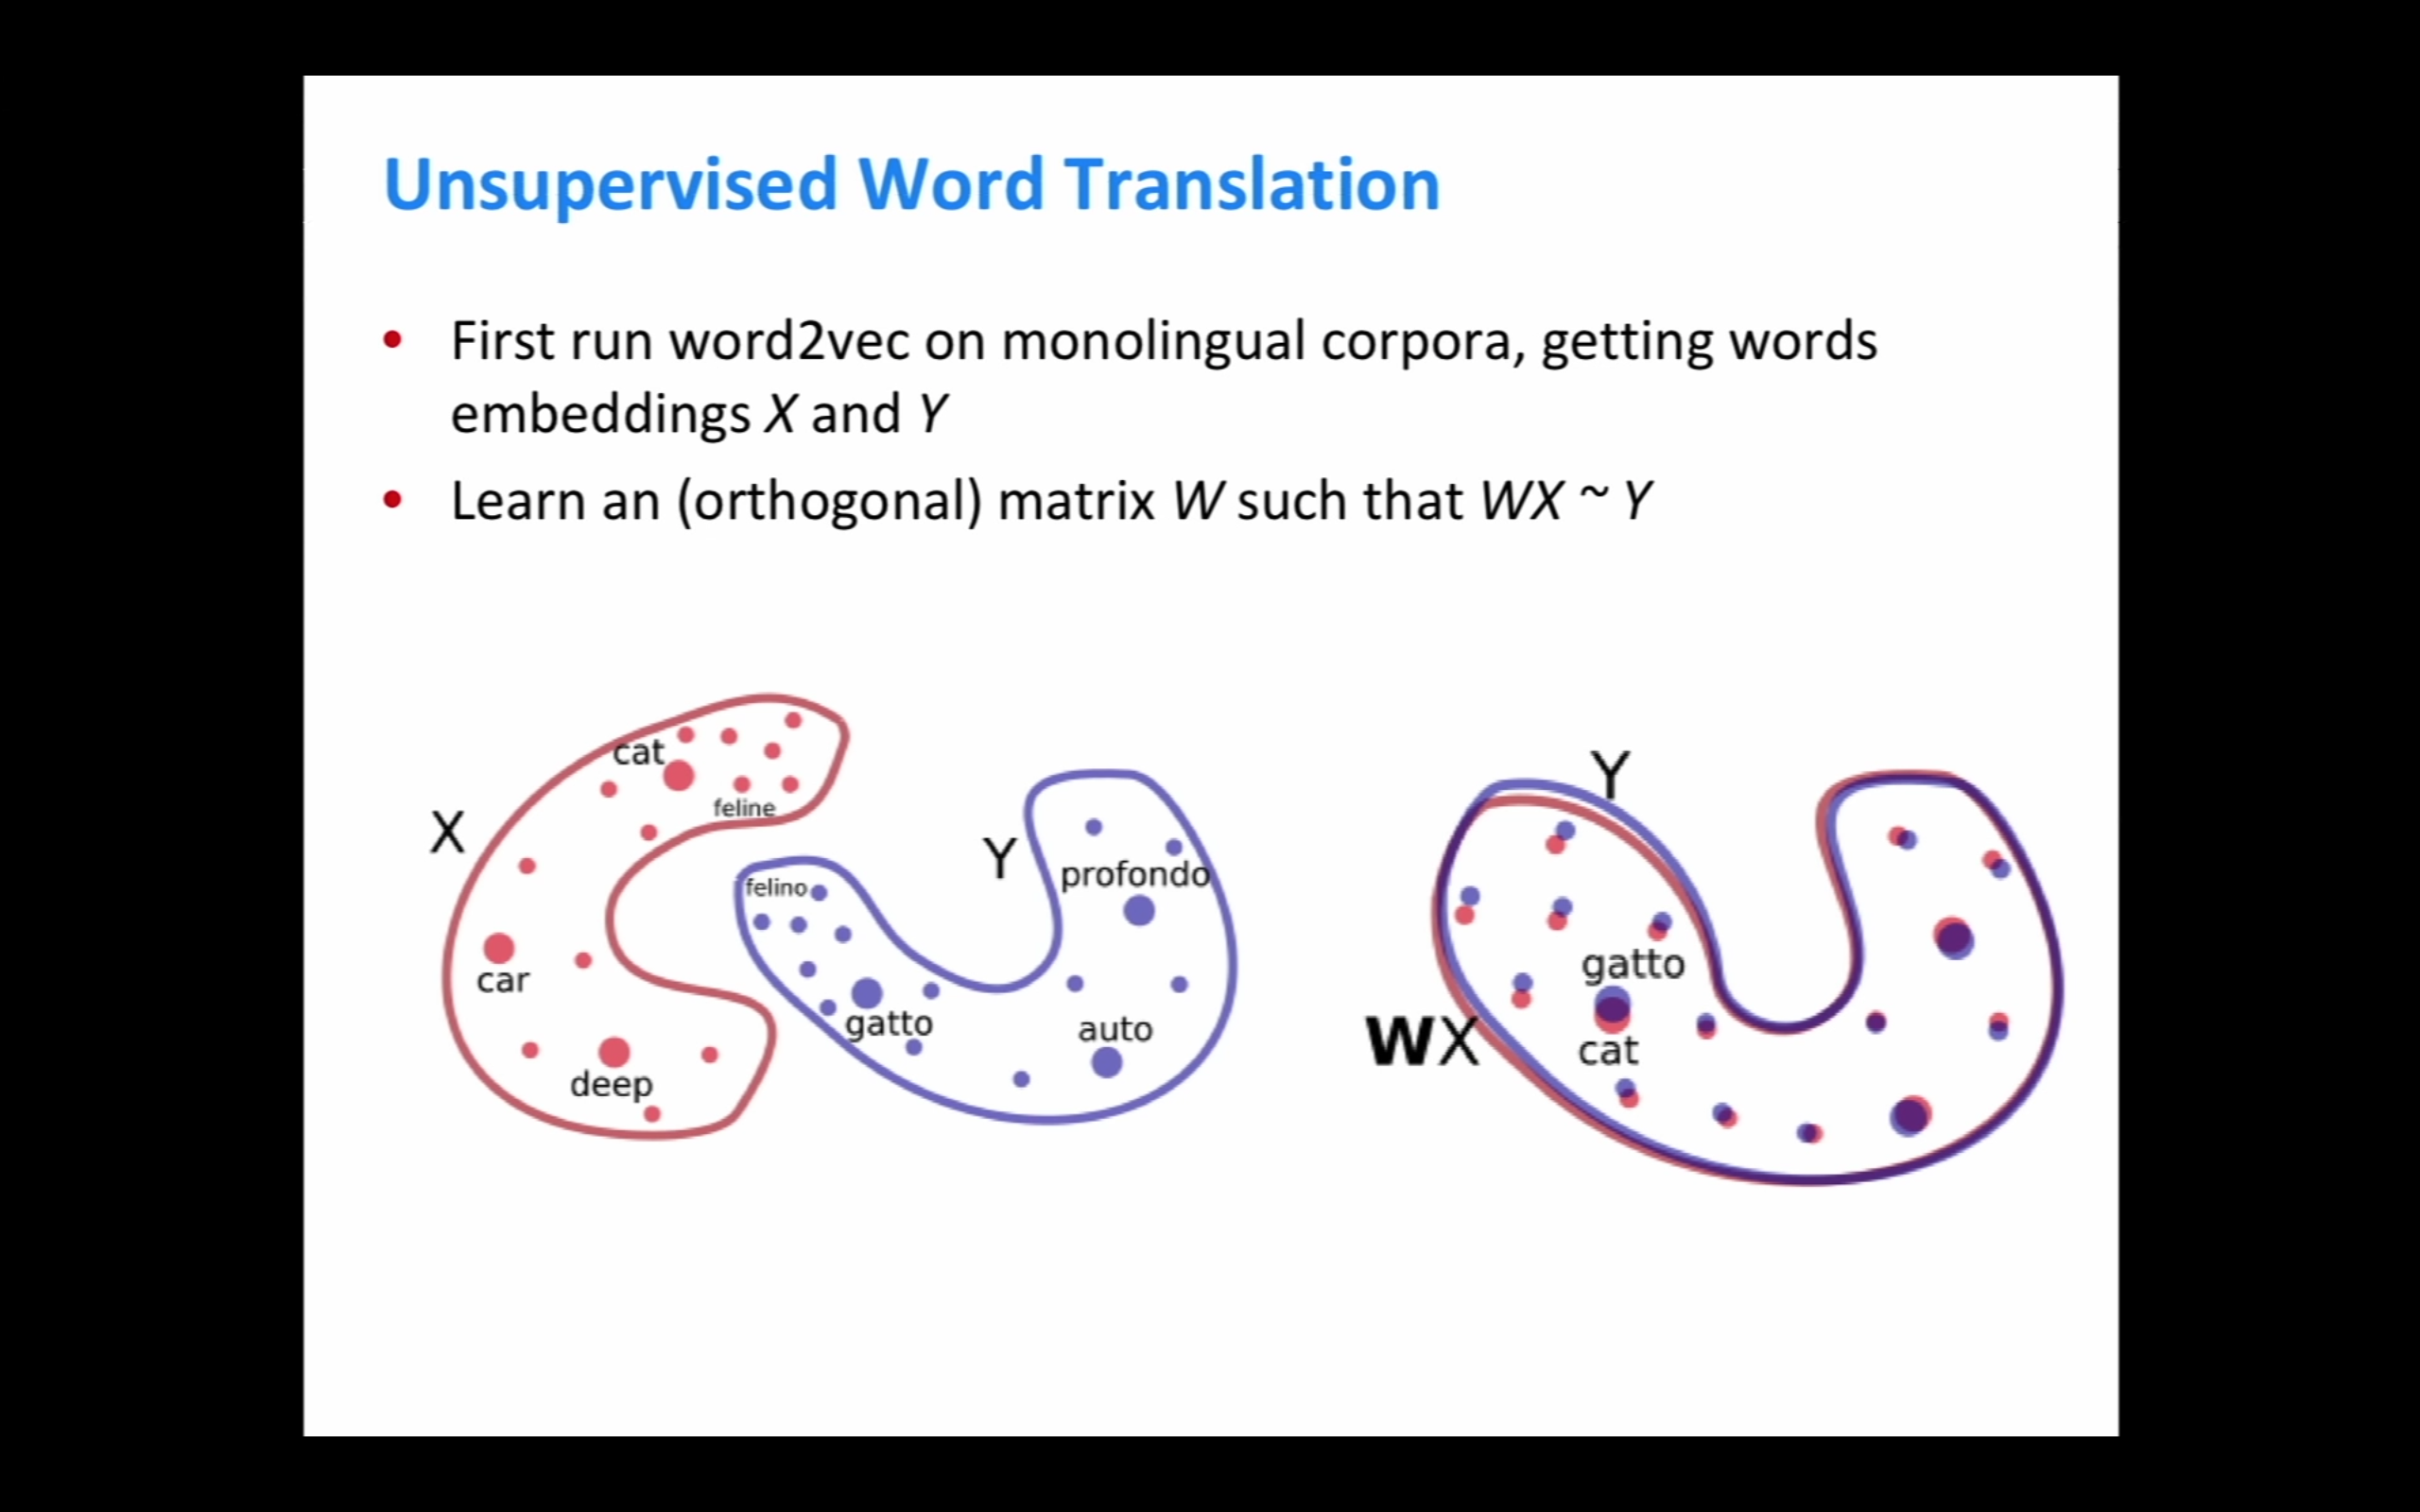 Unsupervised Word Translation
• First run word2vec on monolingual corpora, getting words
embeddings X and Y
• Learn an (orthogonal) matrix W such that WX ~ Y
X
cat
feline
car
deep
Y
felino
profondo
gatto
auto
Y
WX
gatto
cat